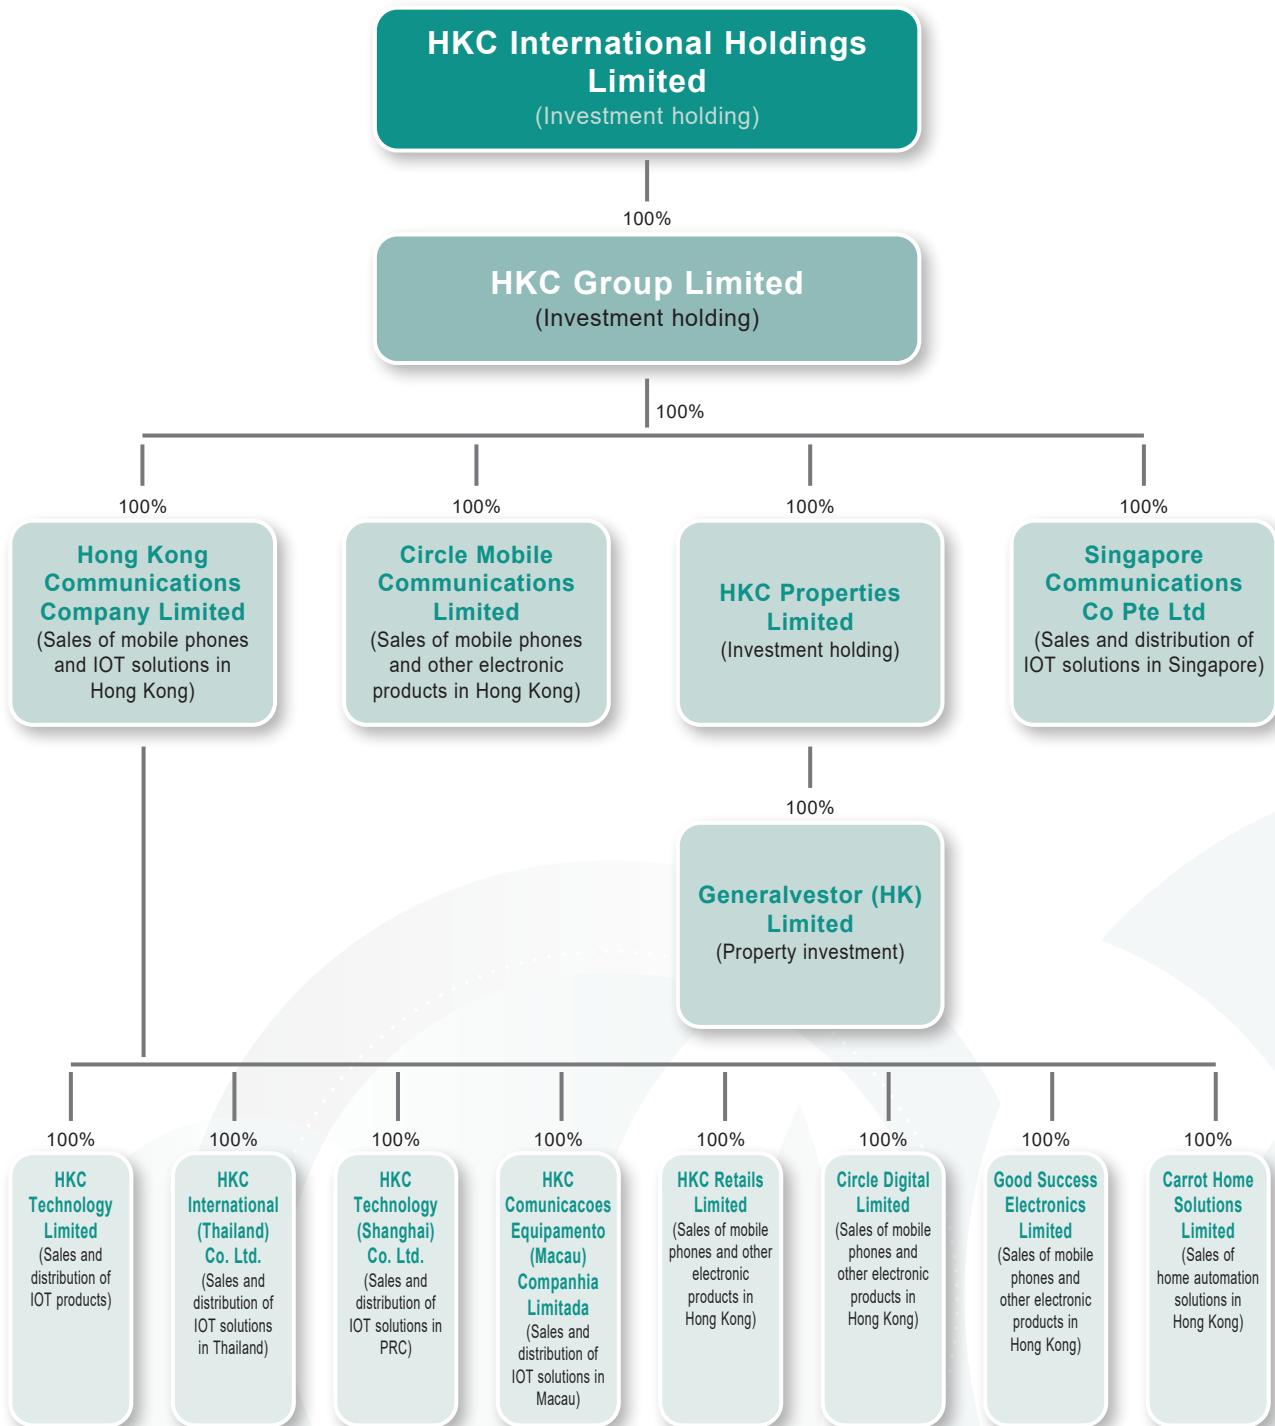 HKC International Holdings
Limited
(Investment holding)
100%
HKC Group Limited
(Investment holding)
100%
100%
100%
100%
100%
Hong Kong
Communications
Company Limited
(Sales of mobile phones
and IOT solutions in
Hong Kong)
Circle Mobile
Communications
Limited
(Sales of mobile phones
and other electronic
products in Hong Kong)
HKC Properties
Limited
(Investment holding)
Singapore
Communications
Co Pte Ltd
(Sales and distribution of
IOT solutions in Singapore)
100%
Generalvestor (HK)
Limited
(Property investment)
100%
100%
100%
100%
100%
100%
100%
100%
HKC
Technology
Limited
(Sales and
distribution of
IOT products)
HKC
International
(Thailand)
Co. Ltd.
(Sales and
distribution of
IOT solutions
in Thailand)
HKC
Technology
(Shanghai)
Co. Ltd.
(Sales and
distribution of
IOT solutions in
PRC)
HKC
Comunicacoes
Equipamento
(Macau)
Companhia
Limitada
(Sales and
distribution of
IOT solutions in
Macau)
HKC Retails
Limited
(Sales of mobile
phones and other
electronic
products in
Hong Kong)
Circle Digital
Limited
(Sales of mobile
phones and
other electronic
products in
Hong Kong)
Good Success
Electronics
Limited
(Sales of mobile
phones and
other electronic
products in
Hong Kong)
Carrot Home
Solutions
Limited
(Sales of
home automation
solutions in
Hong Kong)